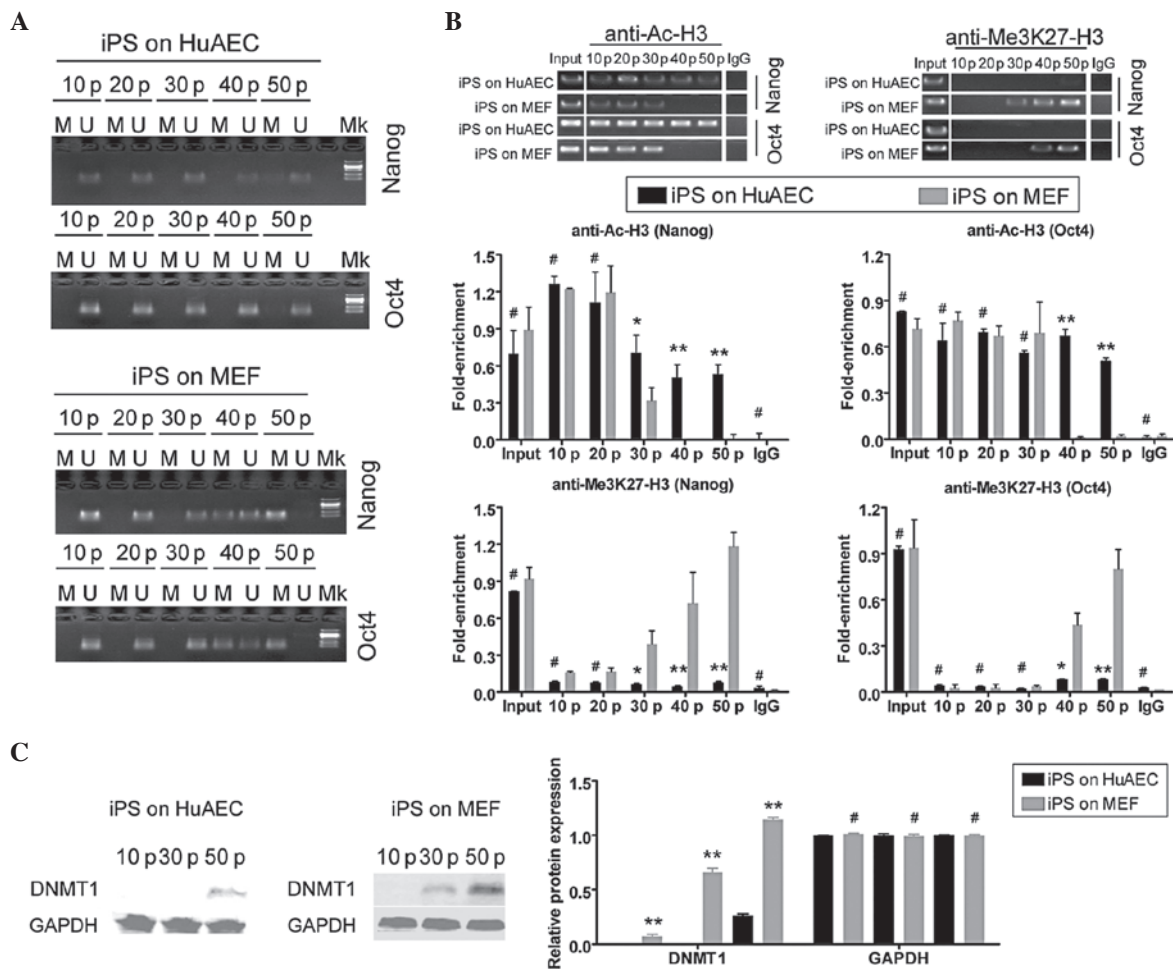 A
iPS on HuAEC
10 p 20 p 30 p 40 p 50 p
M U M U M U M U M U Mk
Nanog
10 p 20 p 30 p 40 p 50 p
M U M U M U M U M U Mk
Oct4
iPS on MEF
10 p 20 p 30 p 40 p 50 p
M U M U M U M U M U Mk
Nanog
10 p 20 p 30 p 40 p 50 p
M U M U M U M U M U Mk
Oct4
B
anti-Ac-H3
Input 10 p 20 p 30 p 40 p 50 p IgG
iPS on HuAEC
iPS on MEF
Nanog
iPS on HuAEC
iPS on MEF
Oct4
anti-Me3K27-H3
Input 10 p 20 p 30 p 40 p 50 p IgG
iPS on HuAEC
iPS on MEF
Nanog
iPS on HuAEC
iPS on MEF
Oct4
iPS on HuAEC iPS on MEF
anti-Ac-H3 (Nanog)
Fold-enrichment
1.5
1.2
0.9
0.6
0.3
0.0
# # # * ** ** #
Input 10 p 20 p 30 p 40 p 50 p IgG
anti-Ac-H3 (Oct4)
Fold-enrichment
1.2
0.9
0.6
0.3
0.0
# # # # ** ** #
Input 10 p 20 p 30 p 40 p 50 p IgG
anti-Me3K27-H3 (Nanog)
Fold-enrichment
1.5
1.2
0.9
0.6
0.3
0.0
# # # * ** ** #
Input 10 p 20 p 30 p 40 p 50 p IgG
anti-Me3K27-H3 (Oct4)
Fold-enrichment
1.2
0.9
0.6
0.3
0.0
# # # # * ** #
Input 10 p 20 p 30 p 40 p 50 p IgG
C
iPS on HuAEC
10 p 30 p 50 p
DNMT1
GAPDH
iPS on MEF
10 p 30 p 50 p
DNMT1
GAPDH
Relative protein expression
1.5
1.0
0.5
0.0
** ** ** # # #
DNMT1 GAPDH
iPS on HuAEC
iPS on MEF